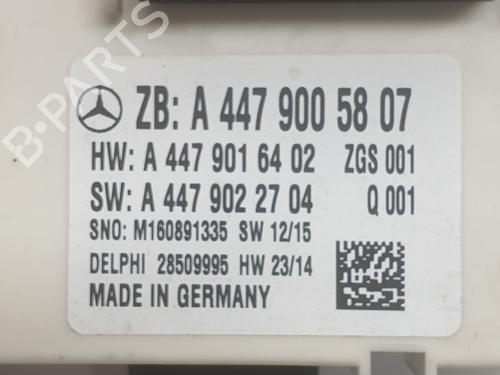 B-PARTS
ZB: A 447 900 58 07
HW: A 447 901 64 02 ZGS 001
SW: A 447 902 27 04 Q 001
SNO: M160891335 SW 12/15
DELPHI 28509995 HW 23/14
MADE IN GERMANY